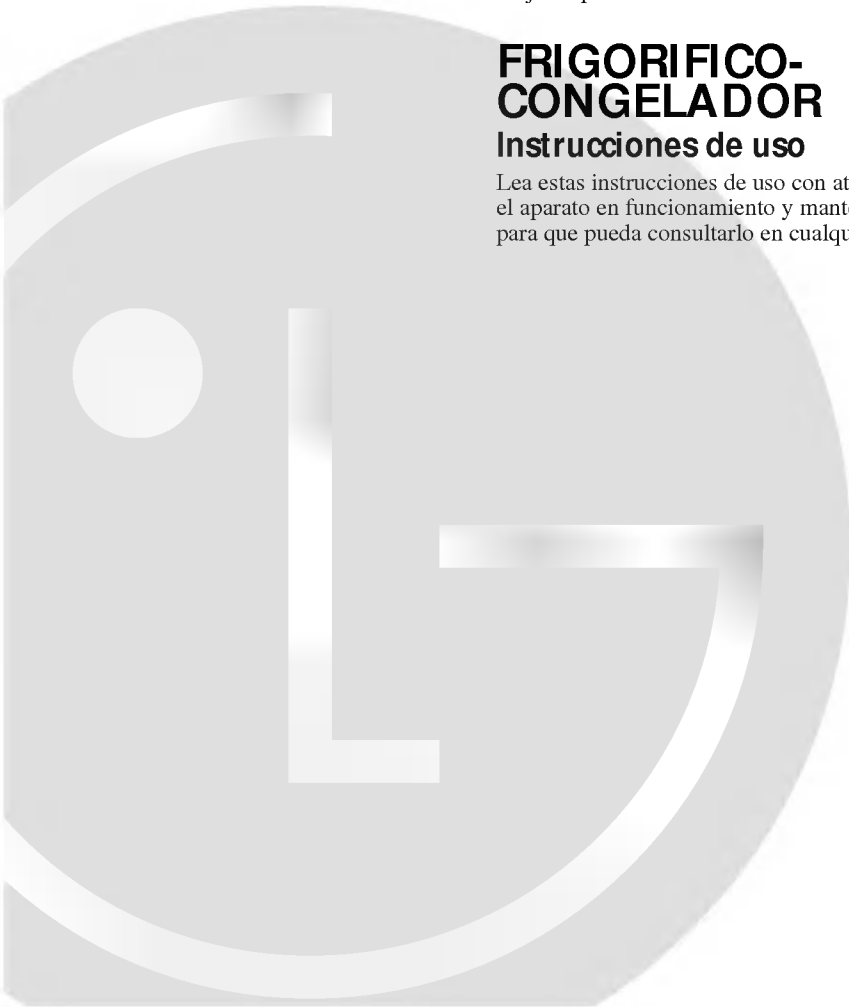 FRIGORIFICO-
CONGELADOR
Instrucciones de uso
Lea estas instrucciones de uso con at
el aparato en funcionamiento y mant
para que pueda consultarlo en cualqu